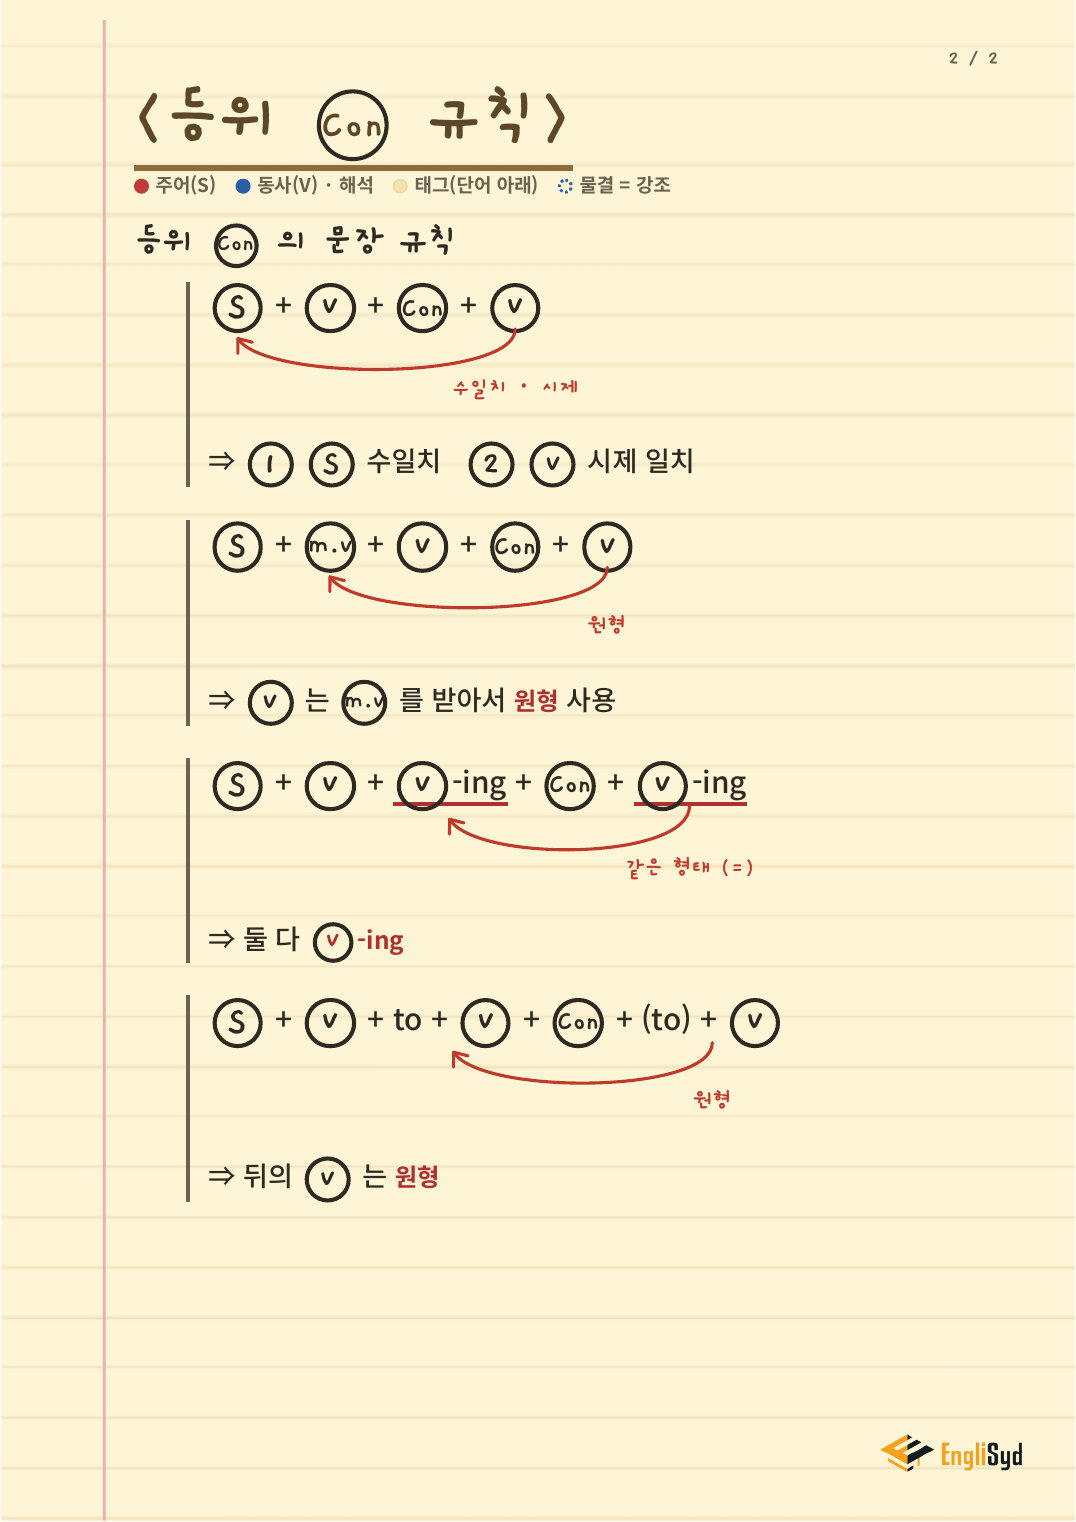 2 / 2
<등위 Con 규칙>
주어(S) 동사(V) · 해석 태그(단어 아래) 물결 = 강조
등위 Con 의 문장 규칙
S + V + Con + V
수일치 · 시제
⇒ 1 S 수일치 2 V 시제 일치
S + m.v + V + Con + V
원형
⇒ V 는 m.v 를 받아서 원형 사용
S + V + V -ing + Con + V -ing
같은 형태 (=)
⇒ 둘 다 V -ing
S + V + to + V + Con + (to) + V
원형
⇒ 뒤의 V 는 원형
EngliSyd